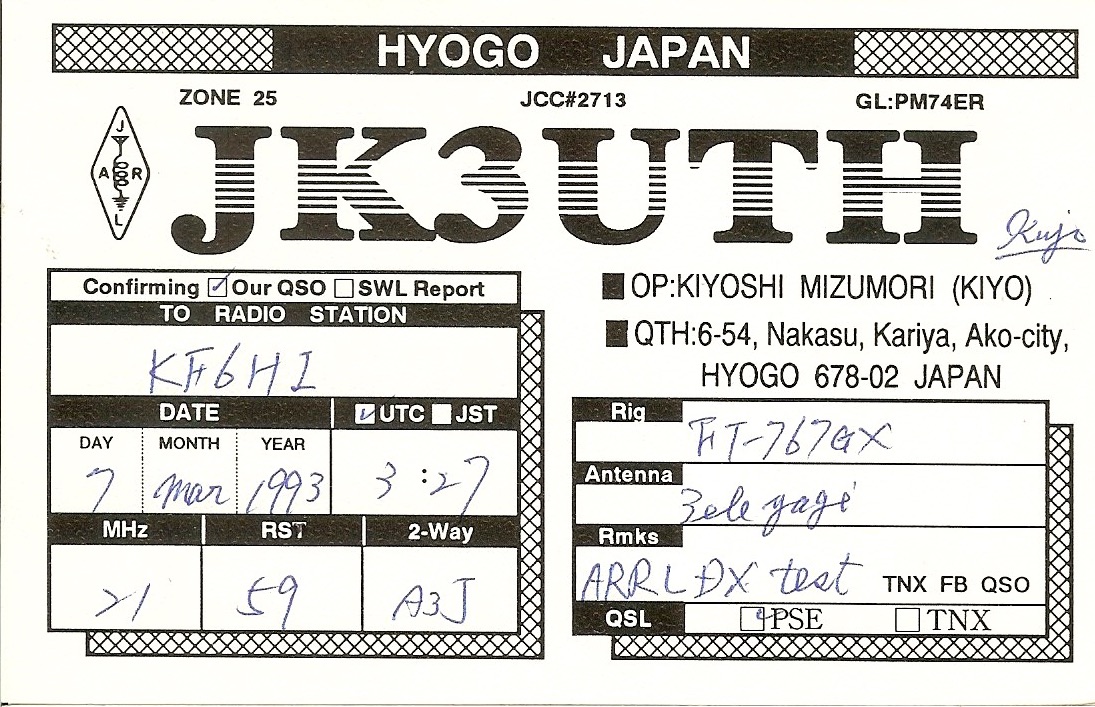 HYOGO JAPAN
ZONE 25 JCC#2713 GL:PM74ER
J
A R
L
JK3UTH
Confirming Our QSO SWL Report
TO RADIO STATION
KF6HI
DATE UTC JST
DAY MONTH YEAR
7 Mar 1993 3:27
MHz RST 2-Way
21 59 A3J
OP:KIYOSHI MIZUMORI (KIYO)
QTH:6-54, Nakasu, Kariya, Ako-city,
HYOGO 678-02 JAPAN
Rig
FT-767GX
Antenna
3ele yagi
Rmks
ARRL DX test TNX FB QSO
QSL PSE TNX